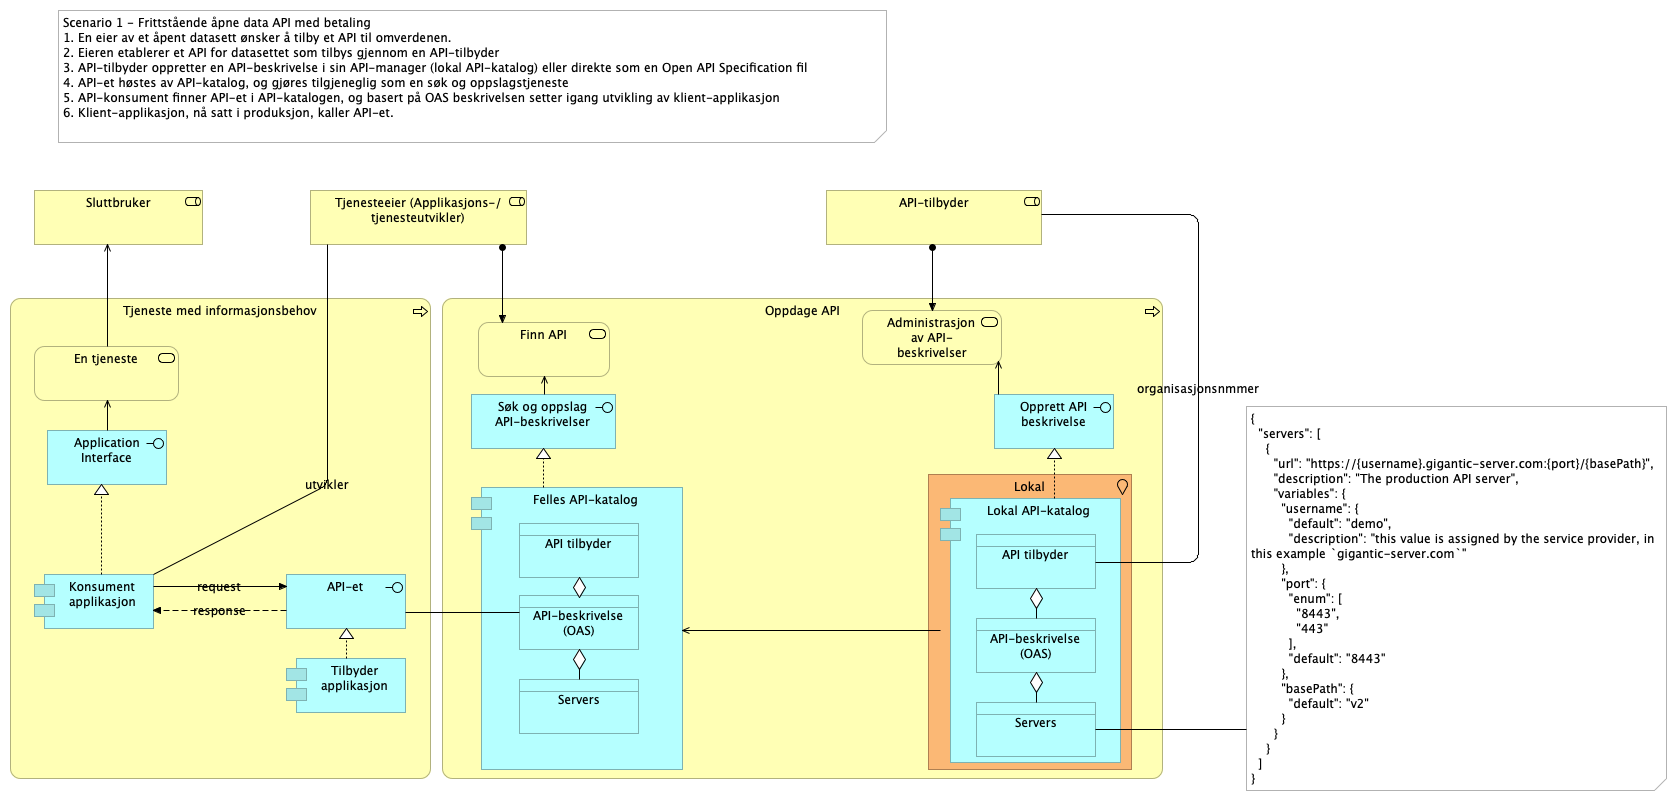 Scenario 1 - Frittstående åpne data API med betaling
1. En eier av et åpent datasett ønsker å tilby et API til omverdenen.
2. Eieren etablerer et API for datasettet som tilbys gjennom en API-tilbyder
3. API-tilbyder oppretter en API-beskrivelse i sin API-manager (lokal API-katalog) eller direkte som en Open API Specification fil
4. API-et høstes av API-katalog, og gjøres tilgjeneglig som en søk og oppslagstjeneste
5. API-konsument finner API-et i API-katalogen, og basert på OAS beskrivelsen setter igang utvikling av klient-applikasjon
6. Klient-applikasjon, nå satt i produksjon, kaller API-et.
Sluttbruker
Tjenesteeier (Applikasjons-/
tjenesteutvikler)
API-tilbyder
Tjeneste med informasjonsbehov
En tjeneste
Application
Interface
utvikler
Konsument
applikasjon
request
response
API-et
Tilbyder
applikasjon
Oppdage API
Finn API
Søk og oppslag
API-beskrivelser
Felles API-katalog
API tilbyder
API-beskrivelse
(OAS)
Servers
Administrasjon
av API-
beskrivelser
Opprett API
beskrivelse
Lokal
Lokal API-katalog
API tilbyder
API-beskrivelse
(OAS)
Servers
organisasjonsnmmer
{
"servers": [
{
"url": "https://{username}.gigantic-server.com:{port}/{basePath}",
"description": "The production API server",
"variables": {
"username": {
"default": "demo",
"description": "this value is assigned by the service provider, in
this example `gigantic-server.com`"
},
"port": {
"enum": [
"8443",
"443"
],
"default": "8443"
},
"basePath": {
"default": "v2"
}
}
}
]
}